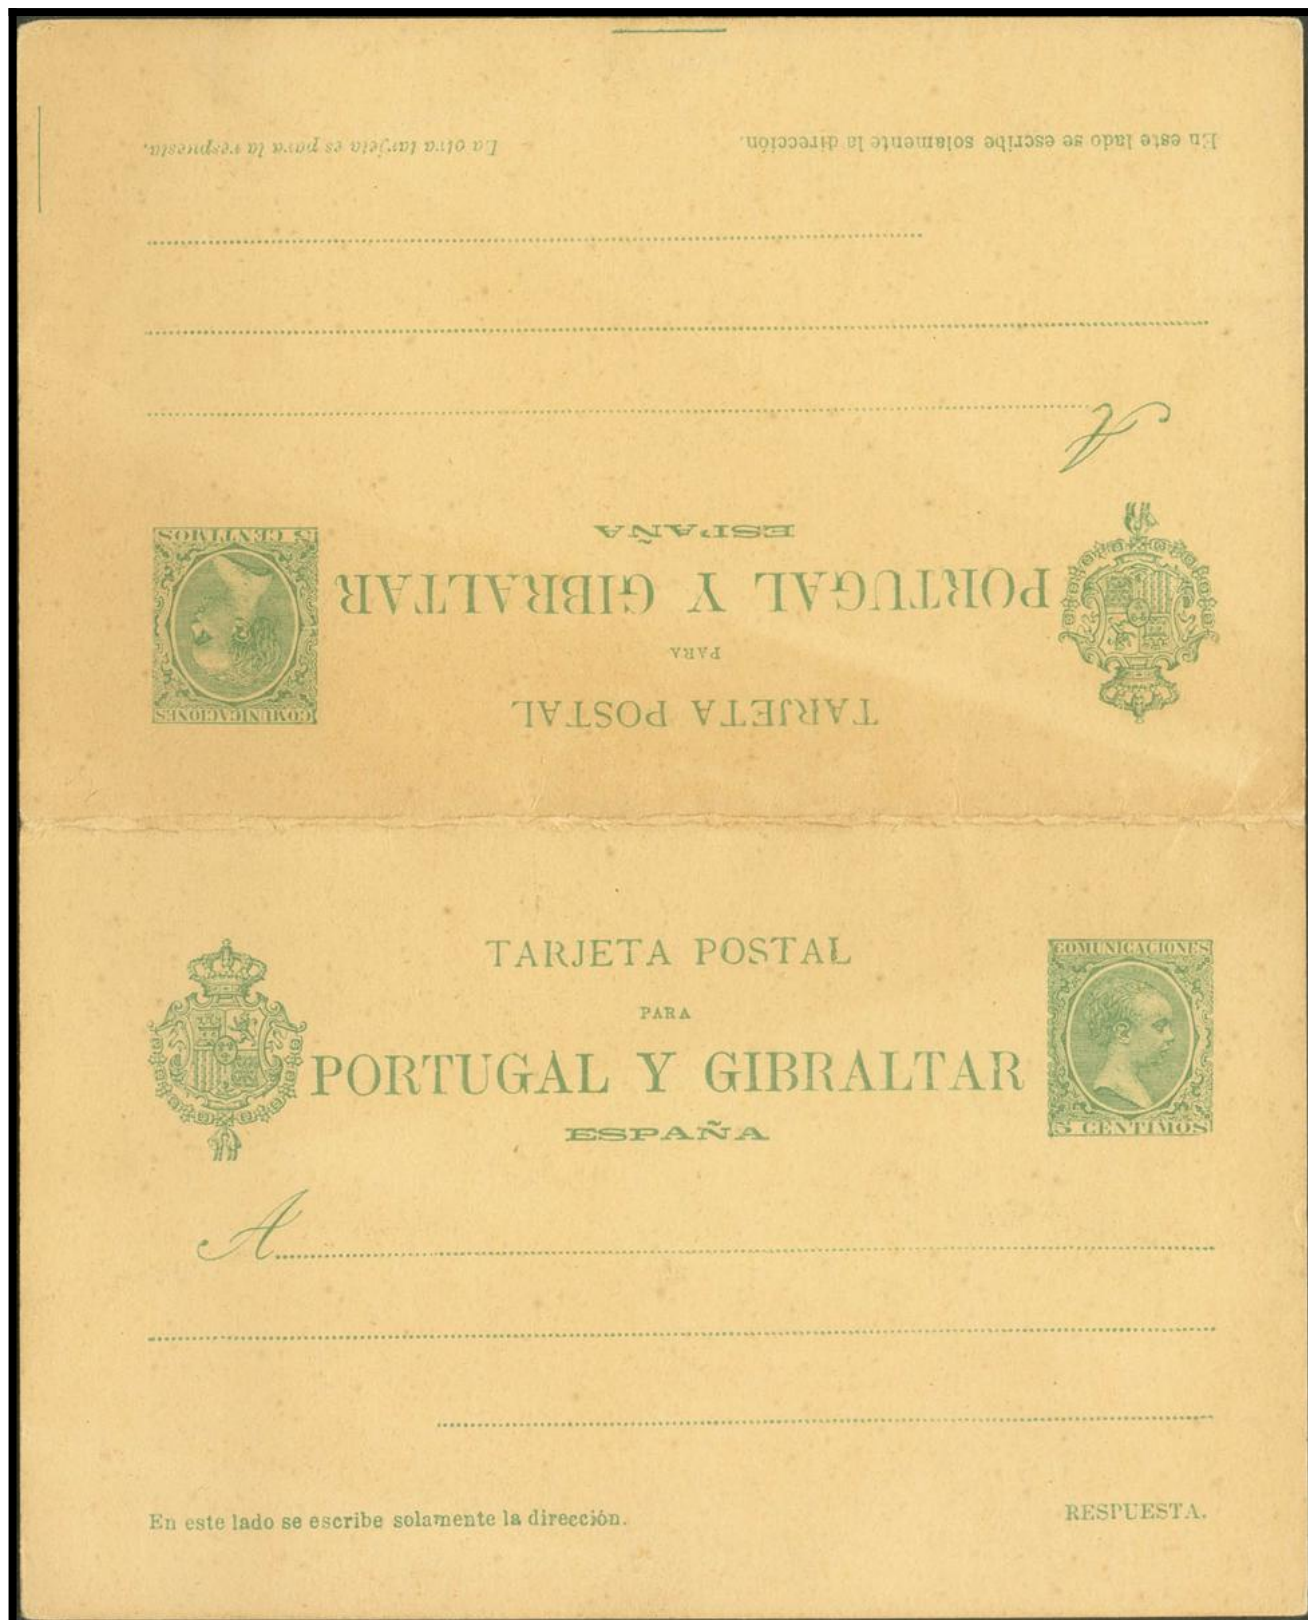 En este lado se escribe solamente la dirección.
La otra tarjeta es para la respuesta.
A
5 CENTIMOS
ESPAÑA
PORTUGAL Y GIBRALTAR
PARA
TARJETA POSTAL
COMUNICACIONES
TARJETA POSTAL
COMUNICACIONES
PARA
PORTUGAL Y GIBRALTAR
ESPAÑA
5 CENTIMOS
A
En este lado se escribe solamente la dirección.
RESPUESTA.